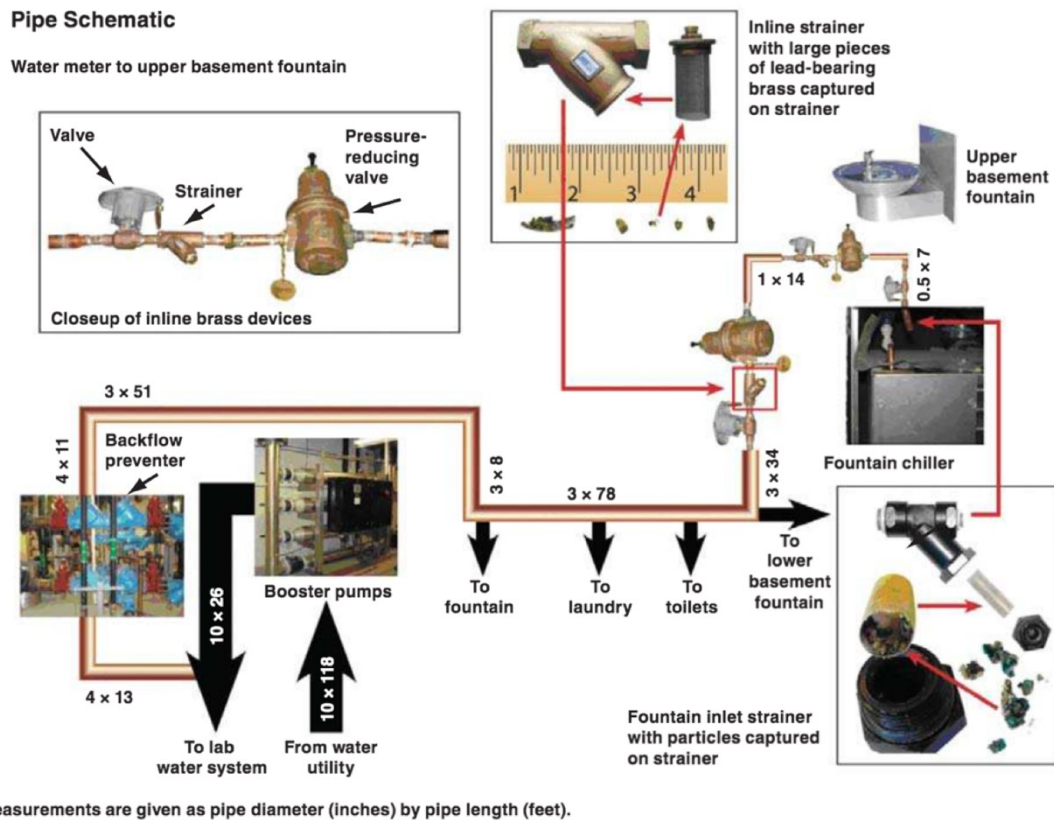 Pipe Schematic
Water meter to upper basement fountain
Valve
Strainer
Pressure-
reducing
valve
Closeup of inline brass devices
Inline strainer
with large pieces
of lead-bearing
brass captured
on strainer
1 2 3 4
Upper
basement
fountain
1 × 14
0.5 × 7
3 × 51
4 × 11
Backflow
preventer
3 × 8
3 × 78
3 × 34
Fountain chiller
Booster pumps
10 × 26
10 × 118
4 × 13
To
fountain
To
laundry
To
toilets
To
lower
basement
fountain
To lab
water system
From water
utility
Fountain inlet strainer
with particles captured
on strainer
easurements are given as pipe diameter (inches) by pipe length (feet).